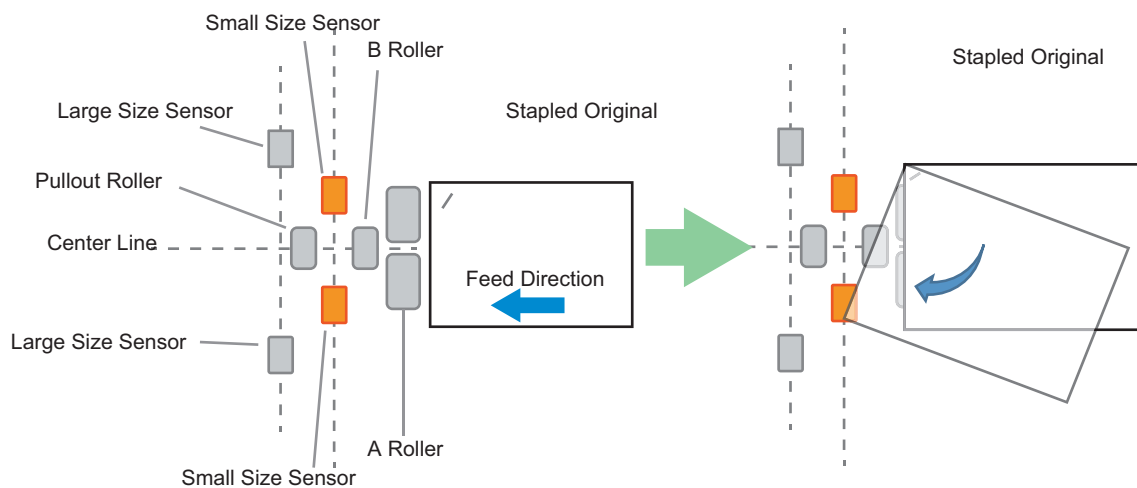 Small Size Sensor
B Roller
Stapled Original
Large Size Sensor
Stapled Original
Pullout Roller
Center Line
Feed Direction
Large Size Sensor
A Roller
Small Size Sensor